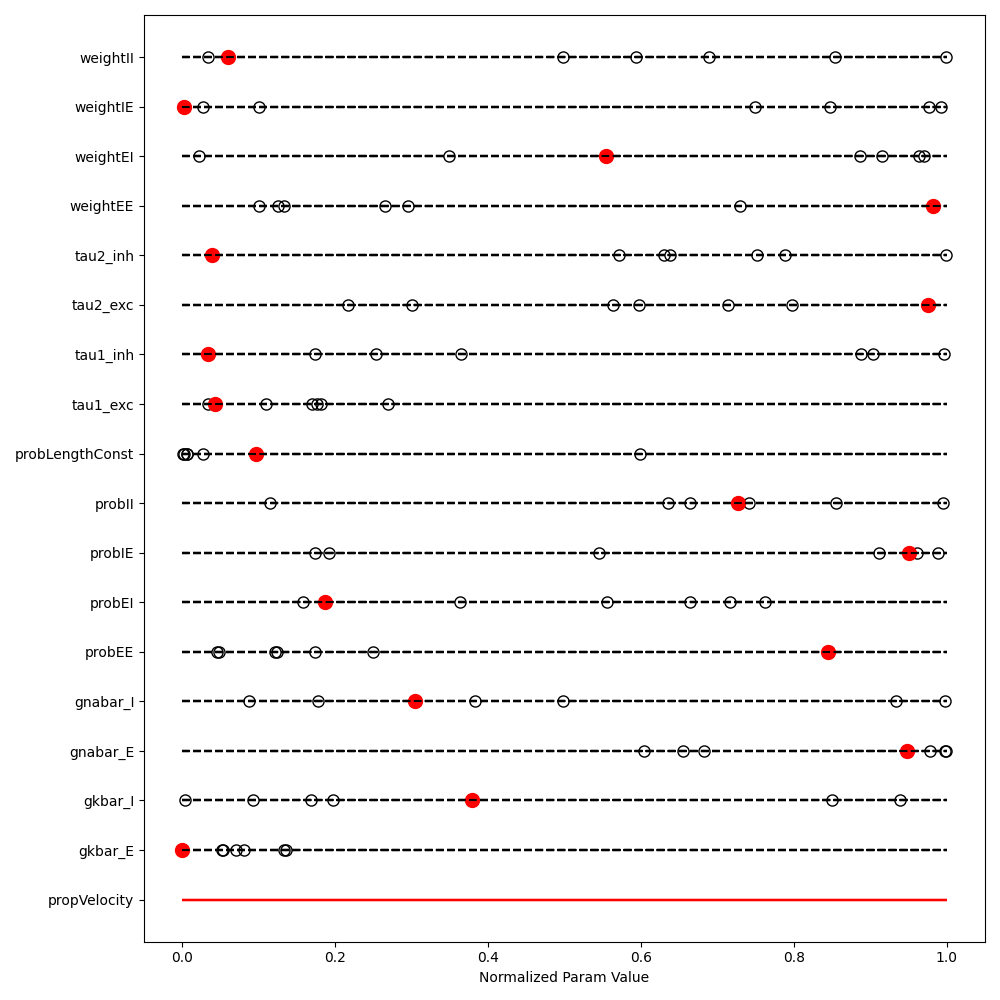 weightII
weightIE
weightEI
weightEE
tau2_inh
tau2_exc
tau1_inh
tau1_exc
probLengthConst
probII
probIE
probEI
probEE
gnabar_I
gnabar_E
gkbar_I
gkbar_E
propVelocity
0.0 0.2 0.4 0.6 0.8 1.0
Normalized Param Value